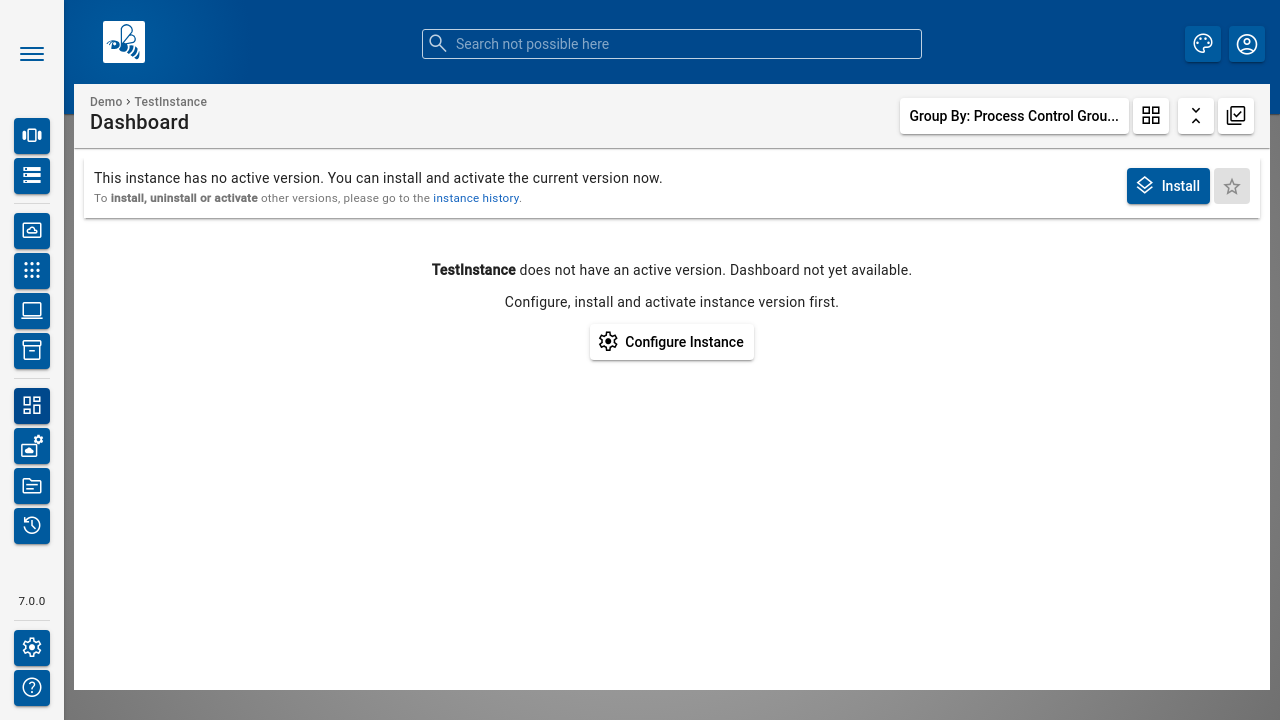 Search not possible here
Demo › TestInstance
Dashboard
Group By: Process Control Grou...
This instance has no active version. You can install and activate the current version now.
To install, uninstall or activate other versions, please go to the instance history.
Install
TestInstance does not have an active version. Dashboard not yet available.
Configure, install and activate instance version first.
Configure Instance
7.0.0